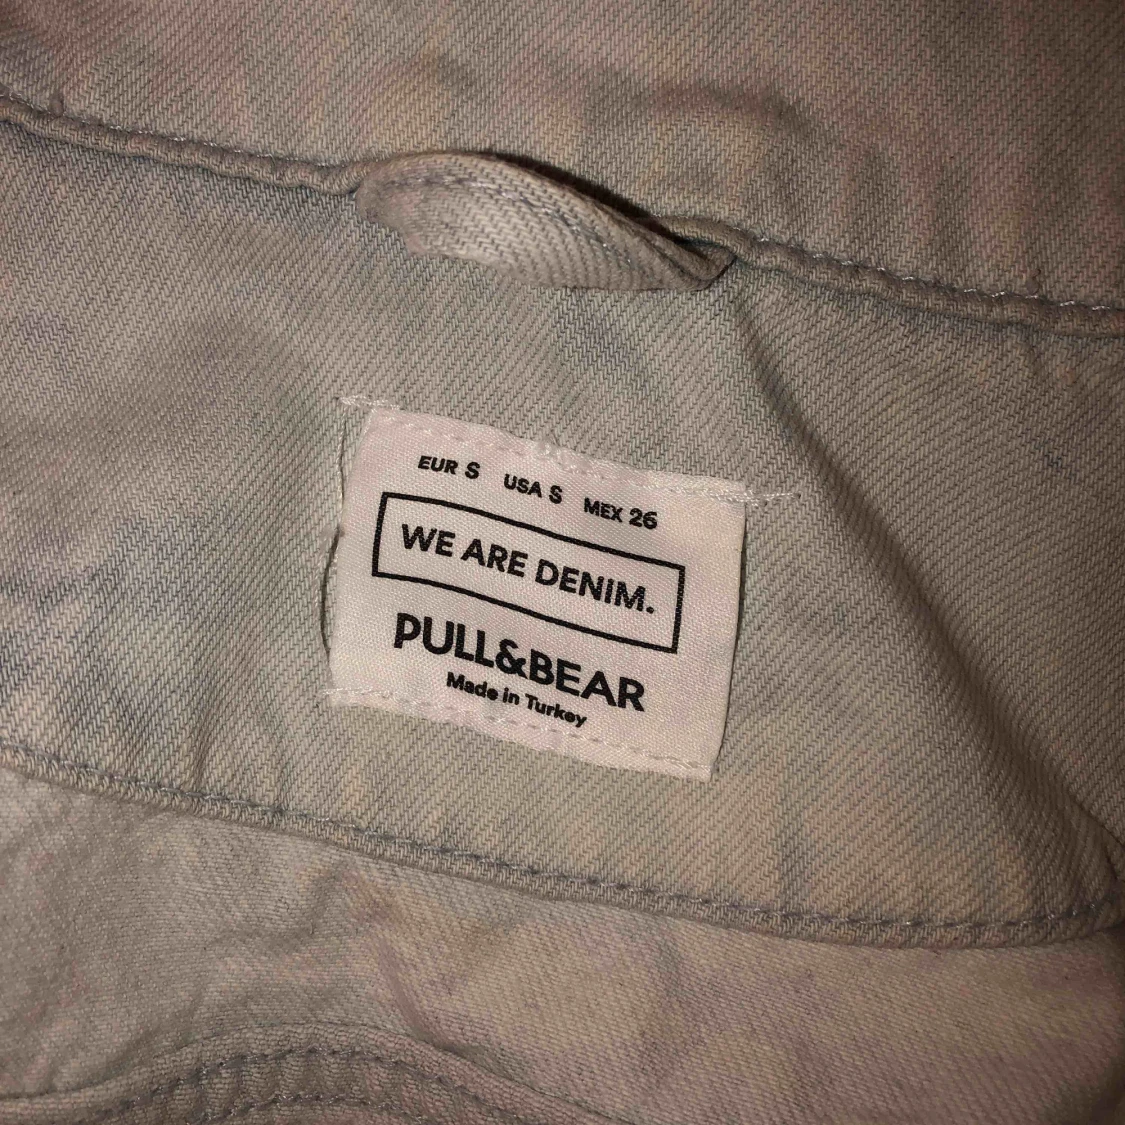 EUR S USA S MEX 26
WE ARE DENIM.
PULL&BEAR
Made in Turkey